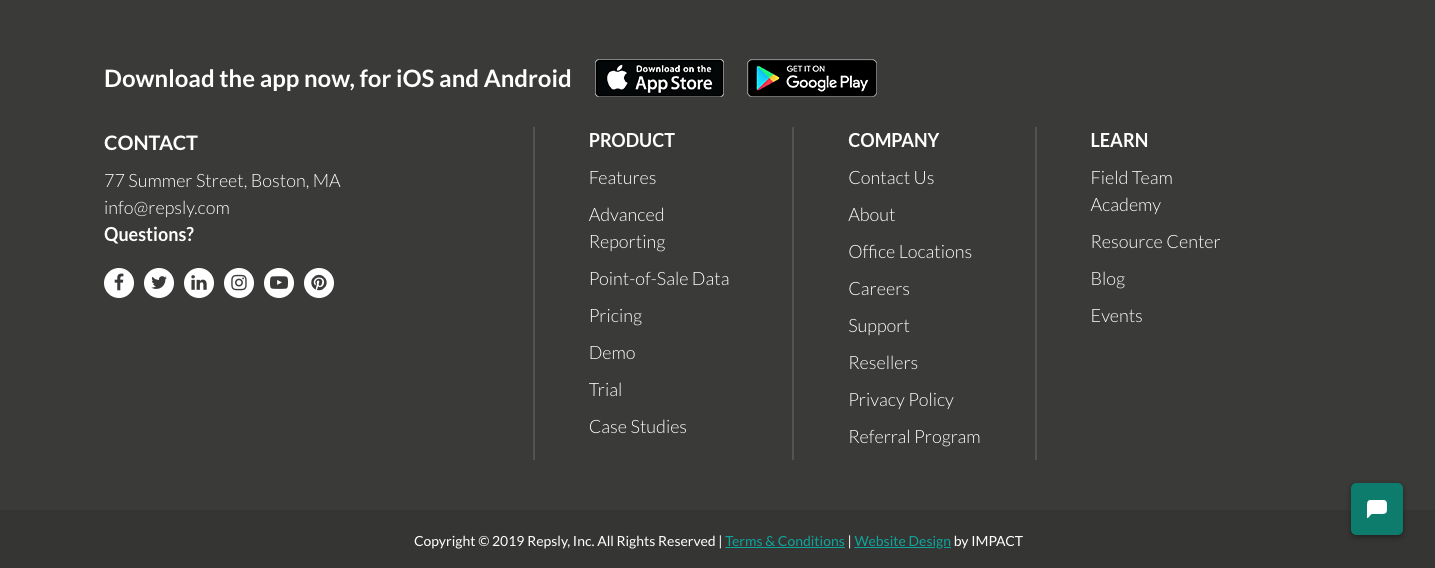 Download the app now, for iOS and Android
Download on the
App Store
GET IT ON
Google Play
CONTACT
77 Summer Street, Boston, MA
info@repsly.com
Questions?
PRODUCT
Features
Advanced
Reporting
Point-of-Sale Data
Pricing
Demo
Trial
Case Studies
COMPANY
Contact Us
About
Office Locations
Careers
Support
Resellers
Privacy Policy
Referral Program
LEARN
Field Team
Academy
Resource Center
Blog
Events
Copyright © 2019 Repsly, Inc. All Rights Reserved | Terms & Conditions | Website Design by IMPACT